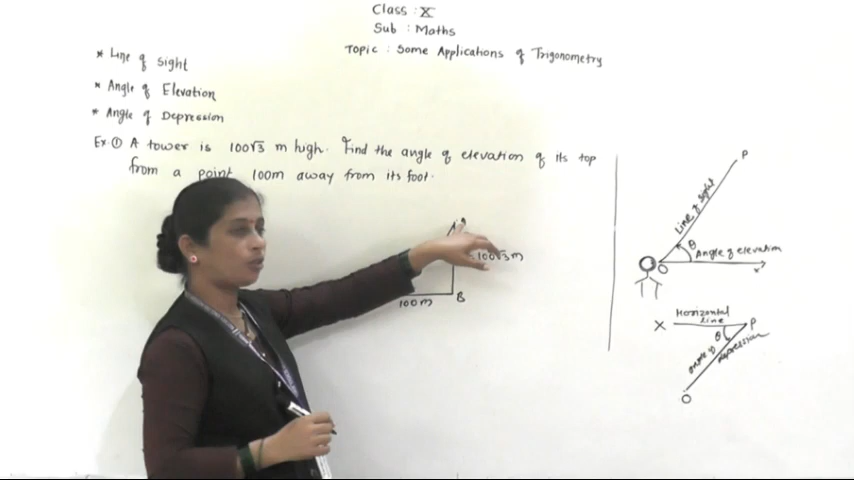 Class : X
Sub : Maths
Topic : Some Applications of Trigonometry
* Line of Sight
* Angle of Elevation
* Angle of Depression
Ex. ① A tower is 100√3 m high. Find the angle of elevation of its top
from a point 100m away from its foot.
100√3 m
100 m
B
P
Line of Sight
θ
Angle of elevation
O
x
Horizontal
line
X
P
θ
angle of depression
O